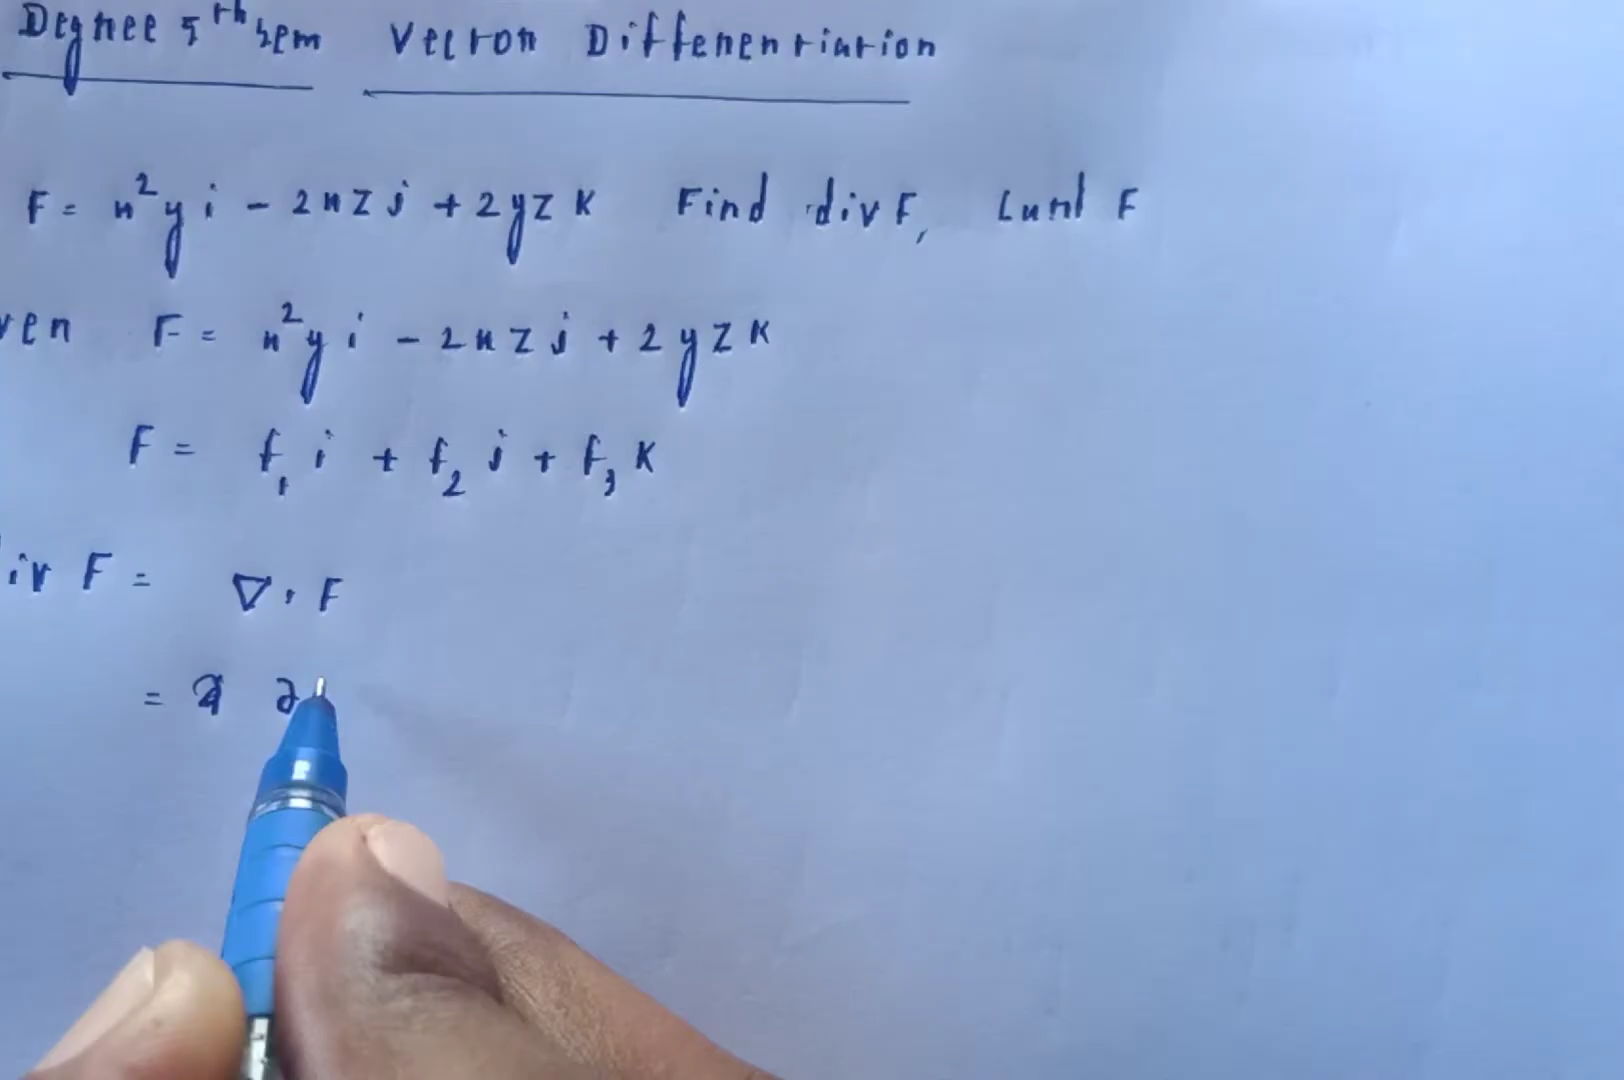 Degree 5th sem Vector Differentiation
F = x²y i - 2xz j + 2yz k Find div F, Curl F
ven F = x²y i - 2xz j + 2yz k
F = f₁ i + f₂ j + f₃ k
iv F = ∇ · F
= ∂